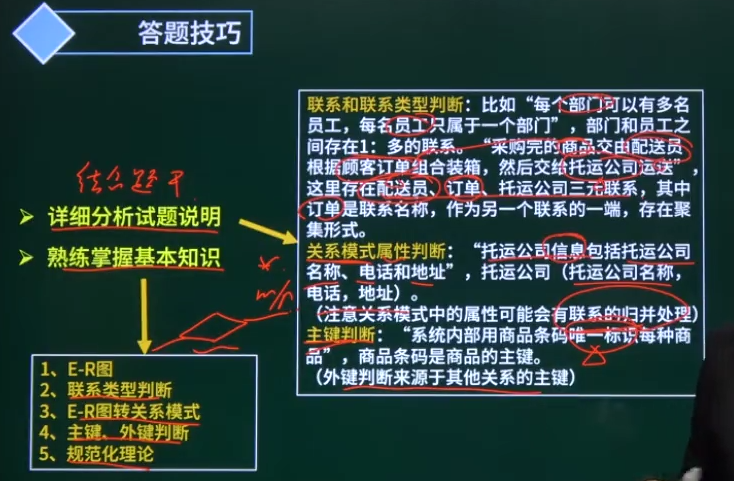 答题技巧
联系和联系类型判断：比如“每个部门可以有多名
员工，每名员工只属于一个部门”，部门和员工之
间存在1：多的联系。“采购完的商品交由配送员
根据顾客订单组合装箱，然后交给托运公司运送”，
这里存在配送员、订单、托运公司三元联系，其中
订单是联系名称，作为另一个联系的一端，存在聚
集形式。
关系模式属性判断：“托运公司信息包括托运公司
名称、电话和地址”，托运公司（托运公司名称，
电话，地址）。
（注意关系模式中的属性可能会有联系的归并处理）
主键判断：“系统内部用商品条码唯一标识每种商
品”，商品条码是商品的主键。
（外键判断来源于其他关系的主键）
结合题干
➢ 详细分析试题说明
➢ 熟练掌握基本知识
1、E-R图
2、联系类型判断
3、E-R图转关系模式
4、主键、外键判断
5、规范化理论